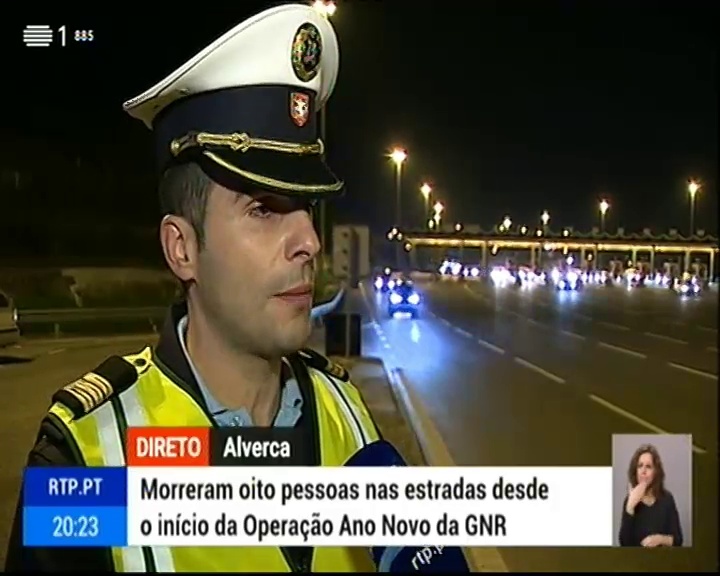 1 885
DIRETO Alverca
RTP.PT
20:23
Morreram oito pessoas nas estradas desde
o início da Operação Ano Novo da GNR
rtp